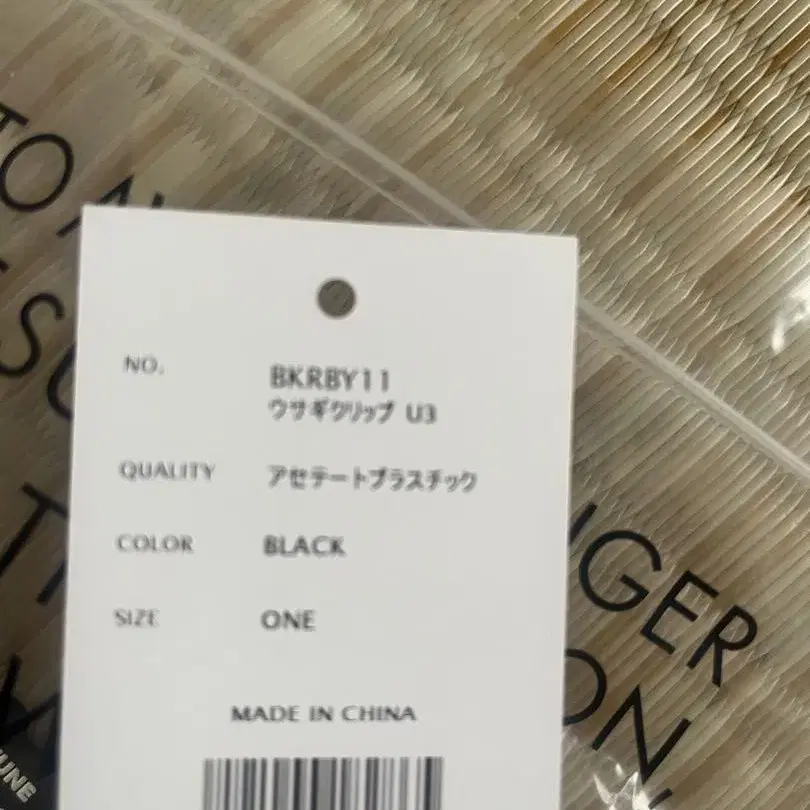 TO
NO. BKRBY11
ウサギクリップ U3
QUALITY アセテートプラスチック
COLOR BLACK
SIZE ONE
MADE IN CHINA